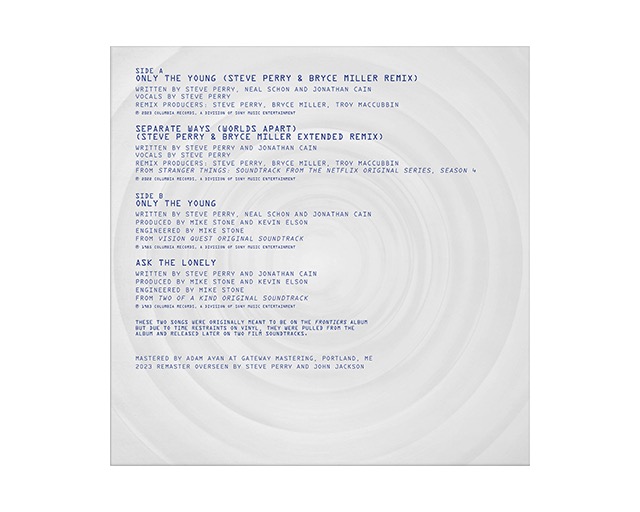 SIDE A
ONLY THE YOUNG (STEVE PERRY & BRYCE MILLER REMIX)
WRITTEN BY STEVE PERRY, NEAL SCHON AND JONATHAN CAIN
VOCALS BY STEVE PERRY
REMIX PRODUCERS: STEVE PERRY, BRYCE MILLER, TROY MACCUBBIN
℗ 2023 COLUMBIA RECORDS, A DIVISION OF SONY MUSIC ENTERTAINMENT
SEPARATE WAYS (WORLDS APART)
(STEVE PERRY & BRYCE MILLER EXTENDED REMIX)
WRITTEN BY STEVE PERRY AND JONATHAN CAIN
VOCALS BY STEVE PERRY
REMIX PRODUCERS: STEVE PERRY, BRYCE MILLER, TROY MACCUBBIN
FROM STRANGER THINGS: SOUNDTRACK FROM THE NETFLIX ORIGINAL SERIES, SEASON 4
℗ 2022 COLUMBIA RECORDS, A DIVISION OF SONY MUSIC ENTERTAINMENT
SIDE B
ONLY THE YOUNG
WRITTEN BY STEVE PERRY, NEAL SCHON AND JONATHAN CAIN
PRODUCED BY MIKE STONE AND KEVIN ELSON
ENGINEERED BY MIKE STONE
FROM VISION QUEST ORIGINAL SOUNDTRACK
℗ 1985 COLUMBIA RECORDS, A DIVISION OF SONY MUSIC ENTERTAINMENT
ASK THE LONELY
WRITTEN BY STEVE PERRY AND JONATHAN CAIN
PRODUCED BY MIKE STONE AND KEVIN ELSON
ENGINEERED BY MIKE STONE
FROM TWO OF A KIND ORIGINAL SOUNDTRACK
℗ 1983 COLUMBIA RECORDS, A DIVISION OF SONY MUSIC ENTERTAINMENT
THESE TWO SONGS WERE ORIGINALLY MEANT TO BE ON THE FRONTIERS ALBUM
BUT DUE TO TIME RESTRAINTS ON VINYL, THEY WERE PULLED FROM THE
ALBUM AND RELEASED LATER ON TWO FILM SOUNDTRACKS.
MASTERED BY ADAM AYAN AT GATEWAY MASTERING, PORTLAND, ME
2023 REMASTER OVERSEEN BY STEVE PERRY AND JOHN JACKSON